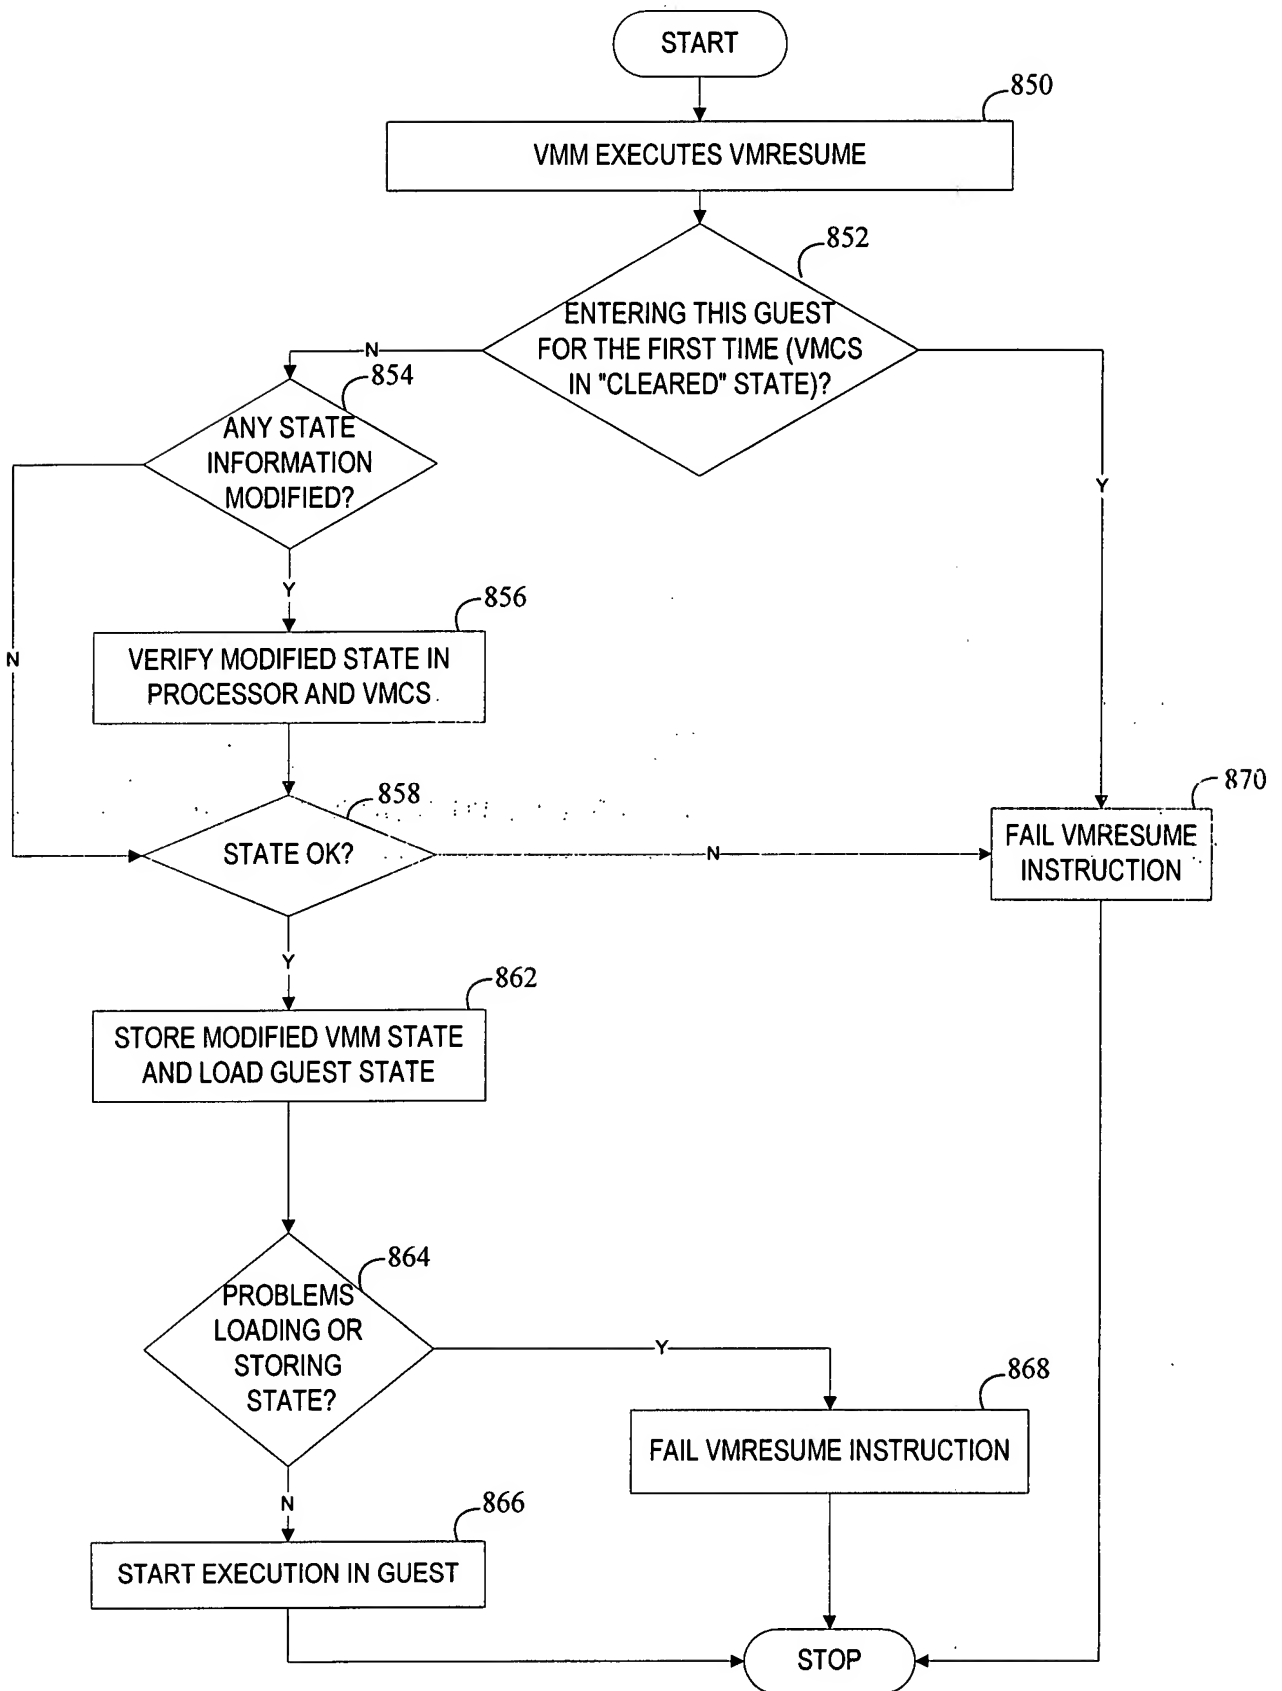 START
850
VMM EXECUTES VMRESUME
852
ENTERING THIS GUEST
FOR THE FIRST TIME (VMCS
IN "CLEARED" STATE)?
N
Y
854
ANY STATE
INFORMATION
MODIFIED?
N
Y
856
VERIFY MODIFIED STATE IN
PROCESSOR AND VMCS
858
STATE OK?
N
870
FAIL VMRESUME
INSTRUCTION
Y
862
STORE MODIFIED VMM STATE
AND LOAD GUEST STATE
864
PROBLEMS
LOADING OR
STORING
STATE?
Y
868
FAIL VMRESUME INSTRUCTION
N
866
START EXECUTION IN GUEST
STOP